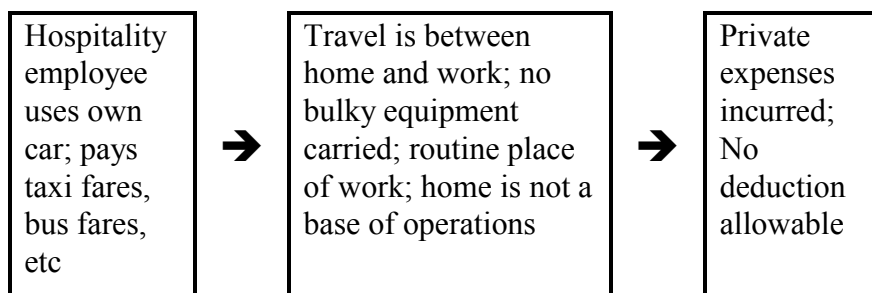 Hospitality
employee
uses own
car; pays
taxi fares,
bus fares,
etc
Travel is between
home and work; no
bulky equipment
carried; routine place
of work; home is not a
base of operations
Private
expenses
incurred;
No
deduction
allowable